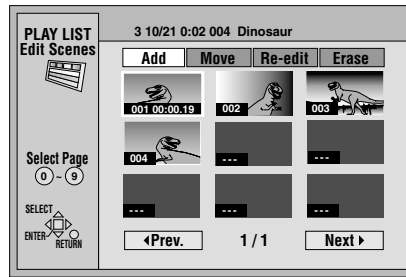 PLAY LIST
Edit Scenes
3 10/21 0:02 004 Dinosaur
Add Move Re-edit Erase
001 00:00.19 002 003
004 --- ---
--- --- ---
Select Page
0 ~ 9
SELECT
ENTER RETURN
Prev. 1 / 1 Next